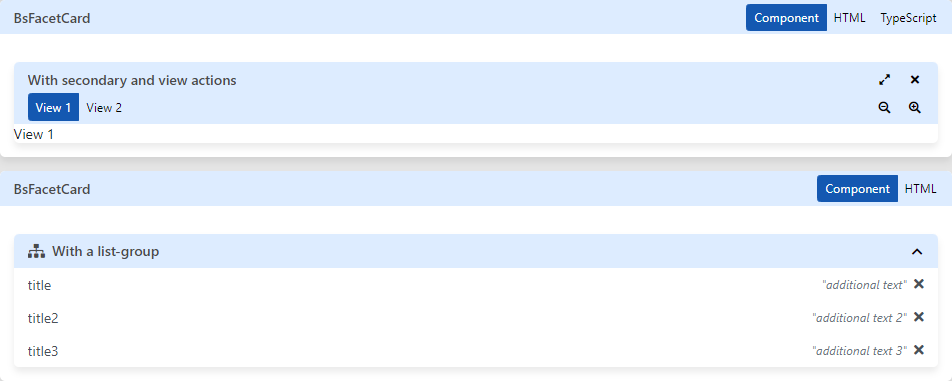 BsFacetCard Component HTML TypeScript
With secondary and view actions
View 1 View 2
View 1
BsFacetCard Component HTML
With a list-group
title "additional text"
title2 "additional text 2"
title3 "additional text 3"